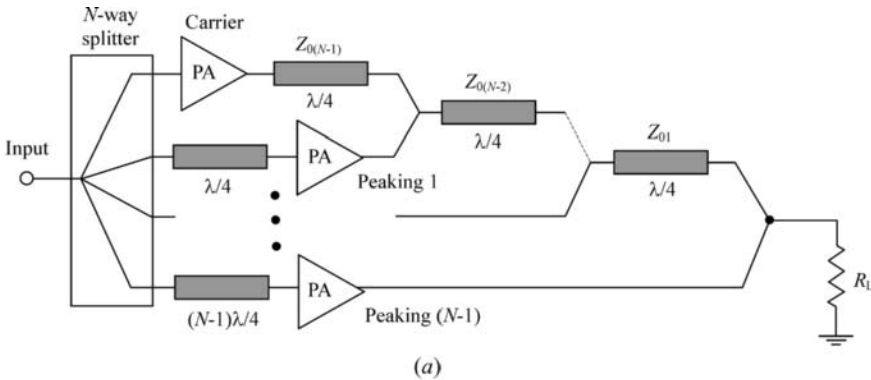 N-way
splitter
Carrier
PA
Z0(N-1)
λ/4
Z0(N-2)
λ/4
Z01
λ/4
Input
λ/4
PA
Peaking 1
(N-1)λ/4
PA
Peaking (N-1)
RL
(a)